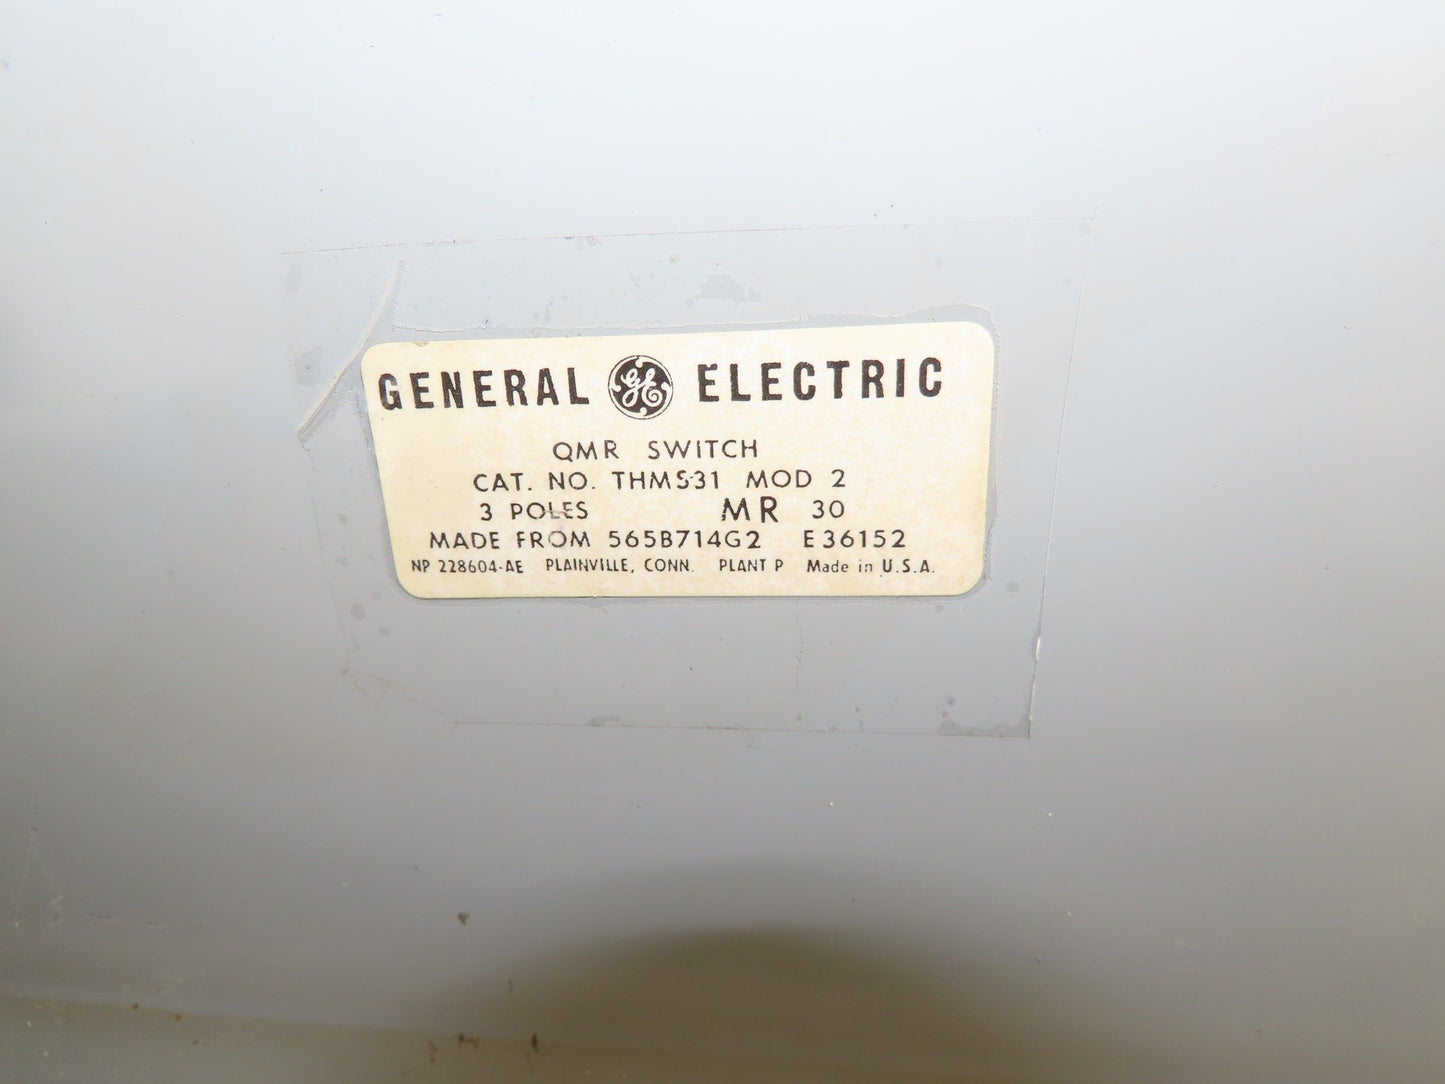 GENERAL GE ELECTRIC
QMR SWITCH
CAT. NO. THMS31 MOD 2
3 POLES MR 30
MADE FROM 565B714G2 E36152
NP 228604-AE PLAINVILLE, CONN. PLANT P Made in U.S.A.